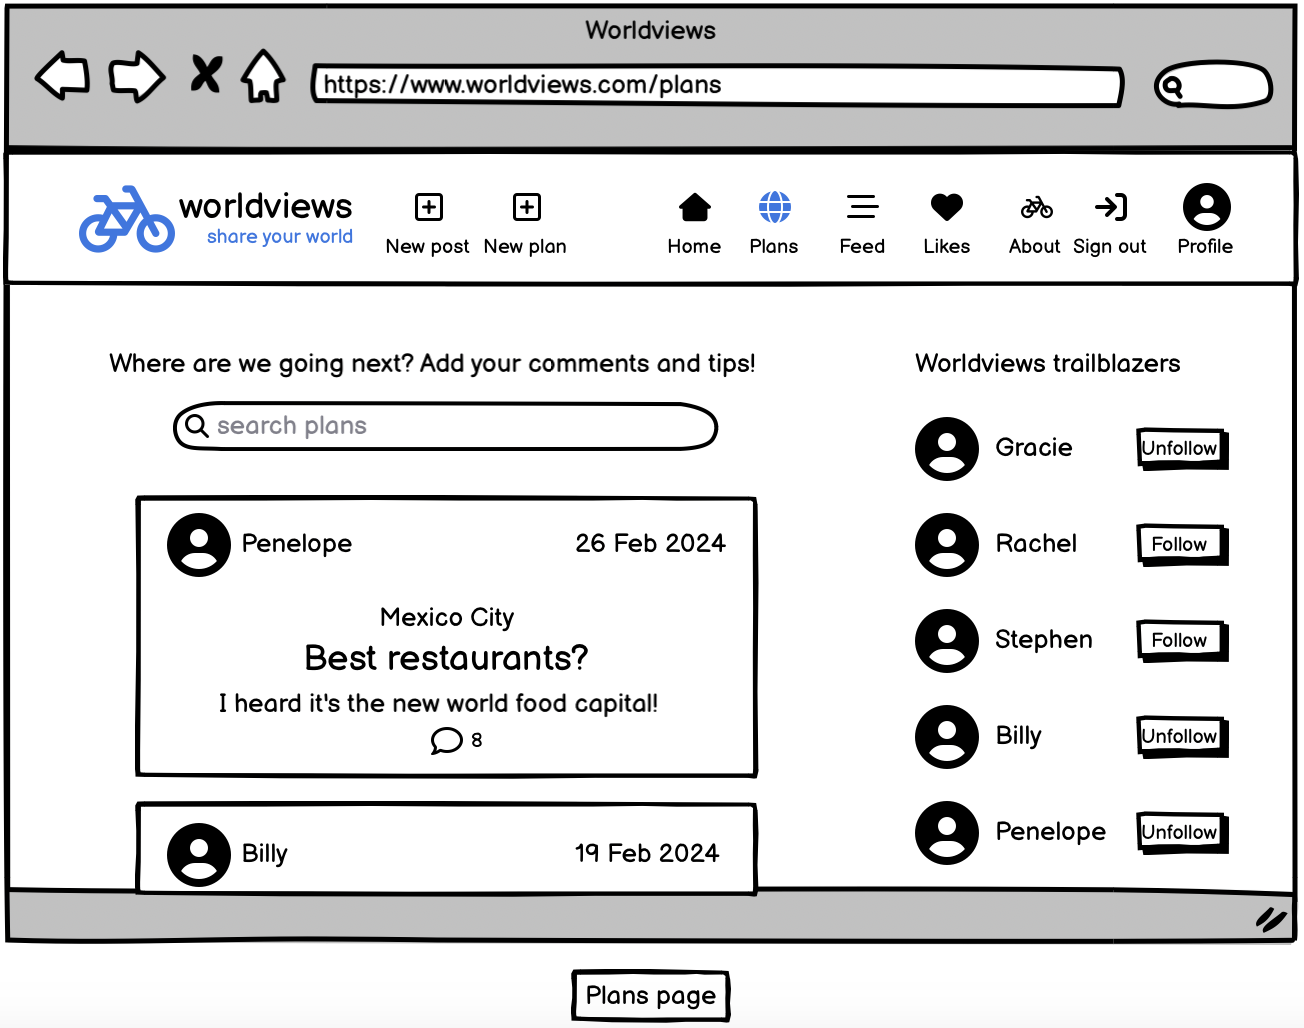 Worldviews
https://www.worldviews.com/plans
worldviews
share your world
New post
New plan
Home
Plans
Feed
Likes
About
Sign out
Profile
Where are we going next? Add your comments and tips!
search plans
Penelope
26 Feb 2024
Mexico City
Best restaurants?
I heard it's the new world food capital!
8
Billy
19 Feb 2024
Worldviews trailblazers
Gracie
Unfollow
Rachel
Follow
Stephen
Follow
Billy
Unfollow
Penelope
Unfollow
Plans page